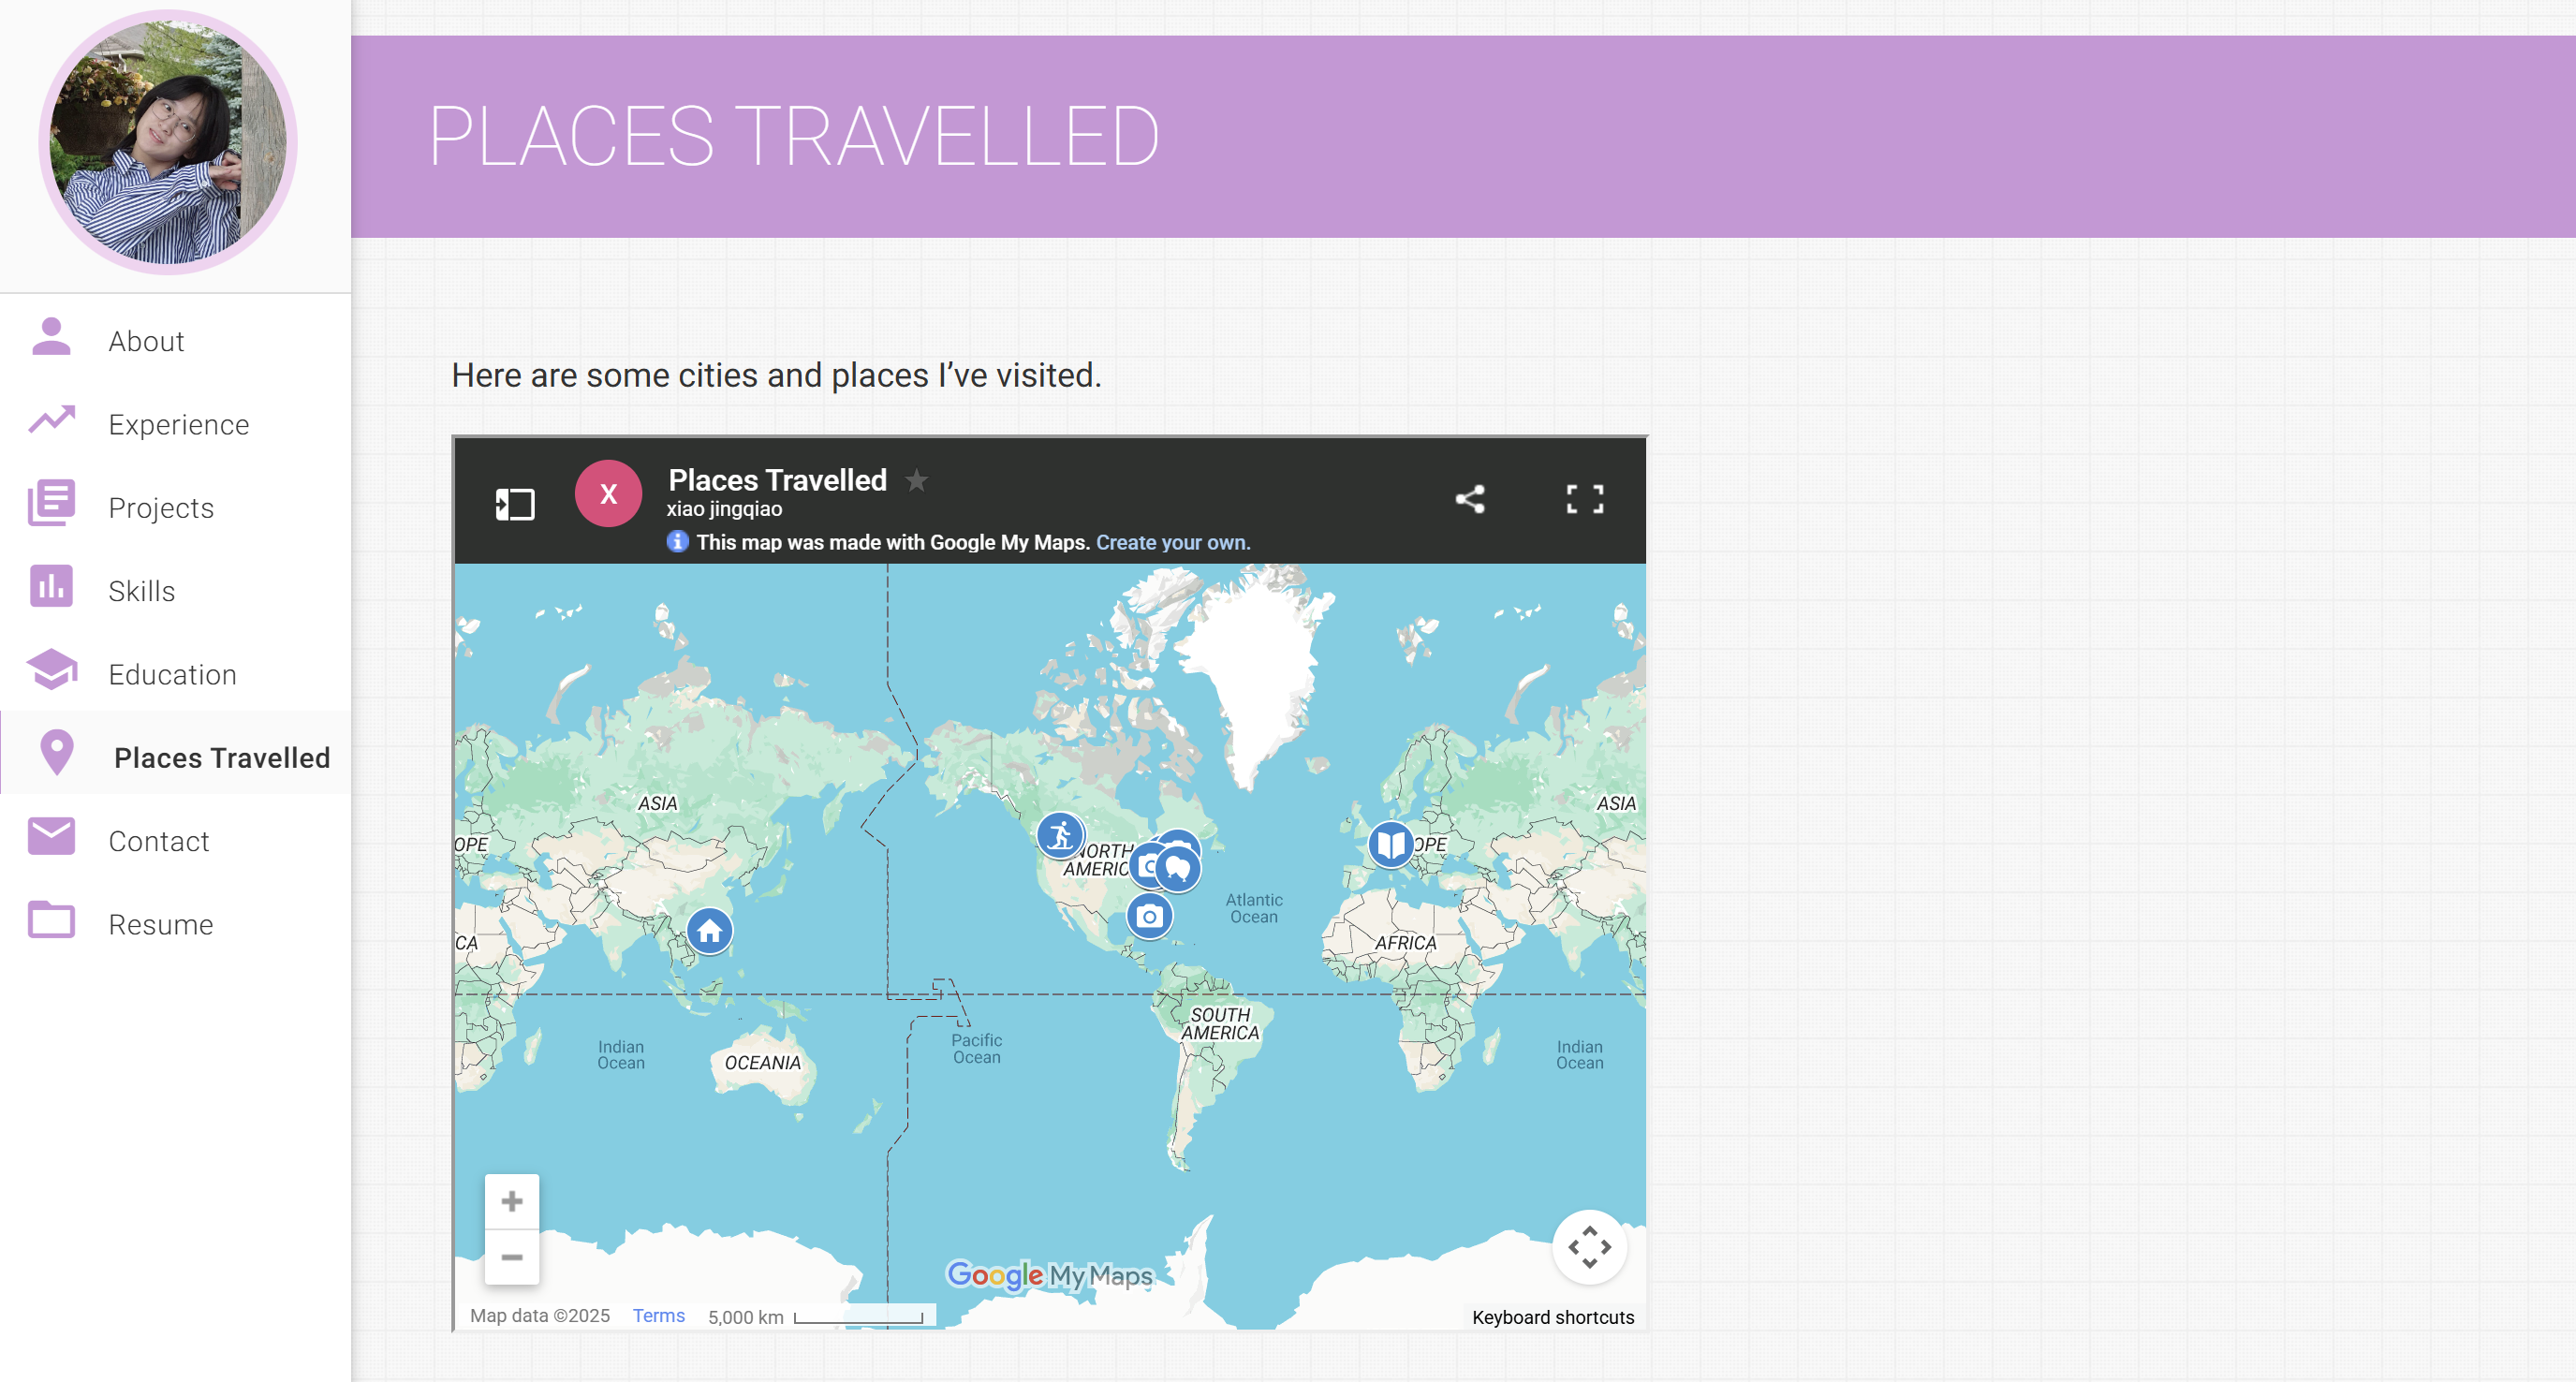 PLACES TRAVELLED
About
Experience
Projects
Skills
Education
Places Travelled
Contact
Resume
Here are some cities and places I’ve visited.
X
Places Travelled
xiao jingqiao
This map was made with Google My Maps. Create your own.
ASIA
ASIA
OPE
NORTH
AMERIC
OPE
Atlantic
Ocean
CA
AFRICA
SOUTH
AMERICA
Indian
Ocean
OCEANIA
Pacific
Ocean
Indian
Ocean
+
−
Google My Maps
Map data ©2025 Terms 5,000 km
Keyboard shortcuts